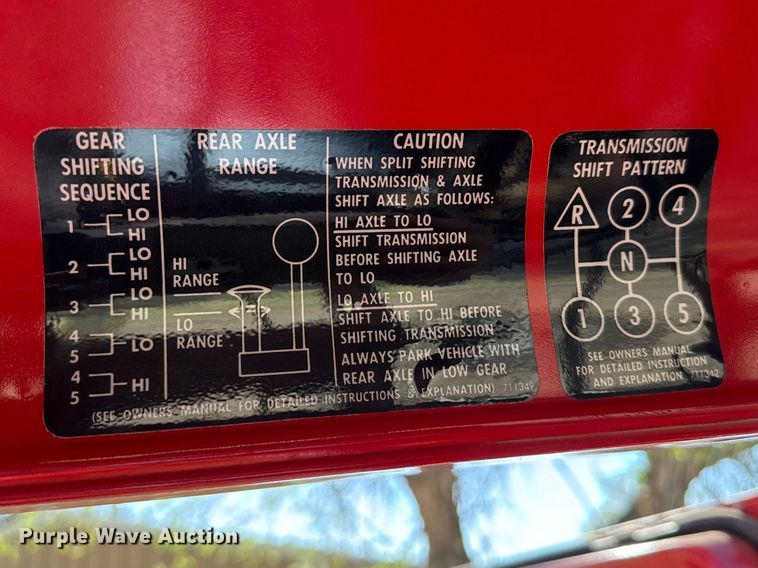 GEAR
SHIFTING
SEQUENCE
1 LO
HI
2 LO
HI
3 LO
HI
4
5 LO
4
5 HI
REAR AXLE
RANGE
HI
RANGE
LO
RANGE
CAUTION
WHEN SPLIT SHIFTING
TRANSMISSION & AXLE
SHIFT AXLE AS FOLLOWS:
HI AXLE TO LO
SHIFT TRANSMISSION
BEFORE SHIFTING AXLE
TO LO
LO AXLE TO HI
SHIFT AXLE TO HI BEFORE
SHIFTING TRANSMISSION
ALWAYS PARK VEHICLE WITH
REAR AXLE IN LOW GEAR
(SEE OWNERS MANUAL FOR DETAILED INSTRUCTIONS & EXPLANATION) 711349
TRANSMISSION
SHIFT PATTERN
R 2 4
N
1 3 5
SEE OWNERS MANUAL
FOR DETAILED INSTRUCTION
AND EXPLANATION 711342
Purple Wave Auction